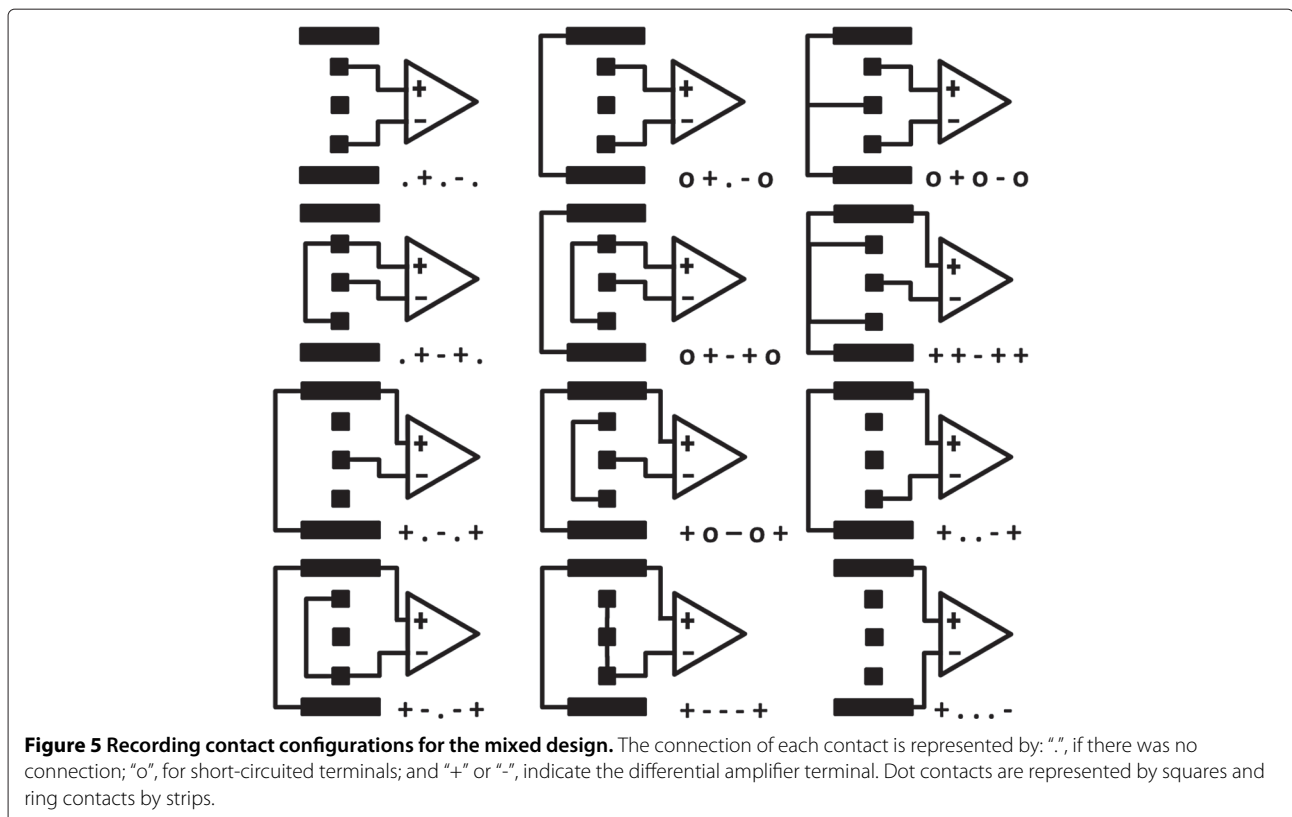 + + +
− − −
. + . - . o + . - o o + o - o
+ + +
− − −
. + - + . o + - + o + + - + +
+ + +
− − −
+ . - . + + o – o + + . . - +
+ + +
− − −
+ - . - + + - - - + + . . . -
Figure 5 Recording contact configurations for the mixed design. The connection of each contact is represented by: “.”, if there was no
connection; “o”, for short-circuited terminals; and “+” or “-”, indicate the differential amplifier terminal. Dot contacts are represented by squares and
ring contacts by strips.